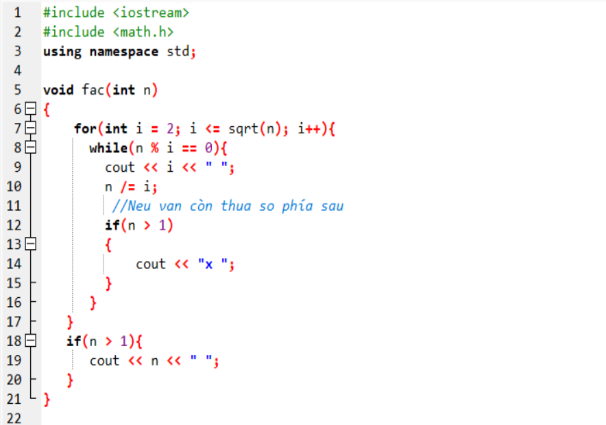 1 #include <iostream>
2 #include <math.h>
3 using namespace std;
4
5 void fac(int n)
6 {
7 for(int i = 2; i <= sqrt(n); i++){
8 while(n % i == 0){
9 cout << i << " ";
10 n /= i;
11 //Neu van còn thua so phía sau
12 if(n > 1)
13 {
14 cout << "x ";
15 }
16 }
17 }
18 if(n > 1){
19 cout << n << " ";
20 }
21 }
22